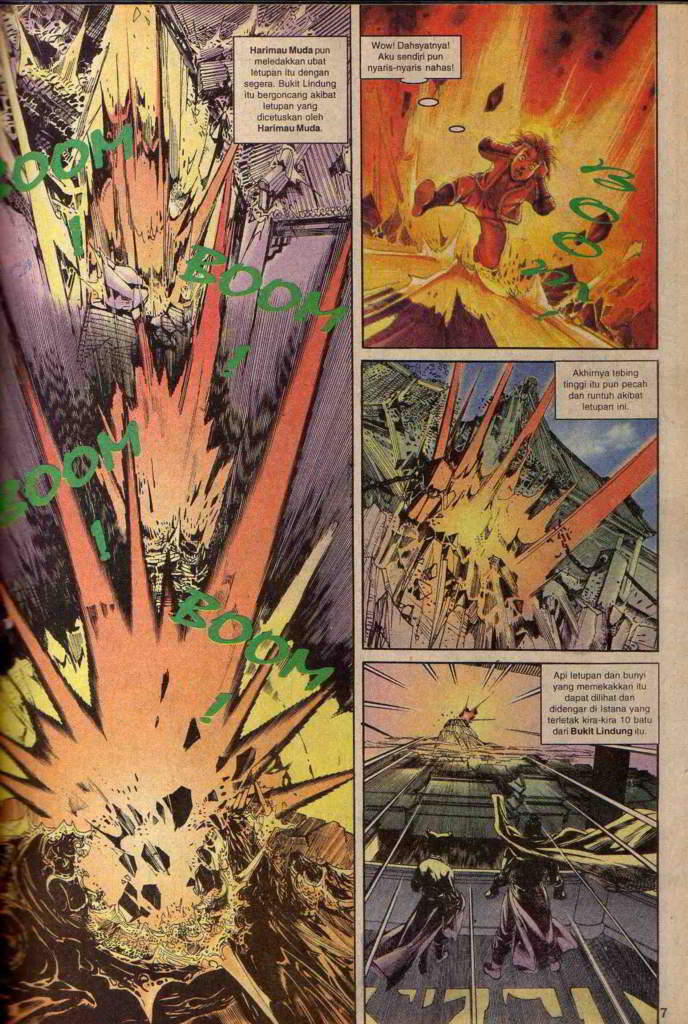 Harimau Muda pun
meledakkan ubat
letupan itu dengan
segera. Bukit Lindung
itu bergoncang akibat
letupan yang
dicetuskan oleh
Harimau Muda.
BOOM
!
BOOM
!
BOOM
!
BOOM
!
Wow! Dahsyatnya!
Aku sendiri pun
nyaris-nyaris nahas!
BOOM
Akhirnya tebing
tinggi itu pun pecah
dan runtuh akibat
letupan ini.
Api letupan dan bunyi
yang memekakkan itu
dapat dilihat dan
didengar di Istana yang
terletak kira-kira 10 batu
dari Bukit Lindung itu.
7